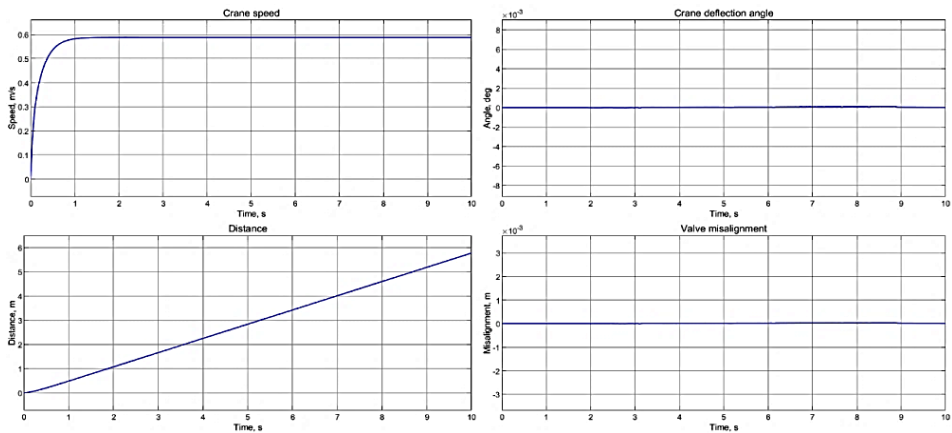 Crane speed
Speed, m/s
0.6
0.5
0.4
0.3
0.2
0.1
0
0 1 2 3 4 5 6 7 8 9 10
Time, s
Crane deflection angle
×10⁻³
Angle, deg
8
6
4
2
0
-2
-4
-6
-8
0 1 2 3 4 5 6 7 8 9 10
Time, s
Distance
Distance, m
6
5
4
3
2
1
0
0 1 2 3 4 5 6 7 8 9 10
Time, s
Valve misalignment
×10⁻³
Misalignment, m
3
2
1
0
-1
-2
-3
0 1 2 3 4 5 6 7 8 9 10
Time, s